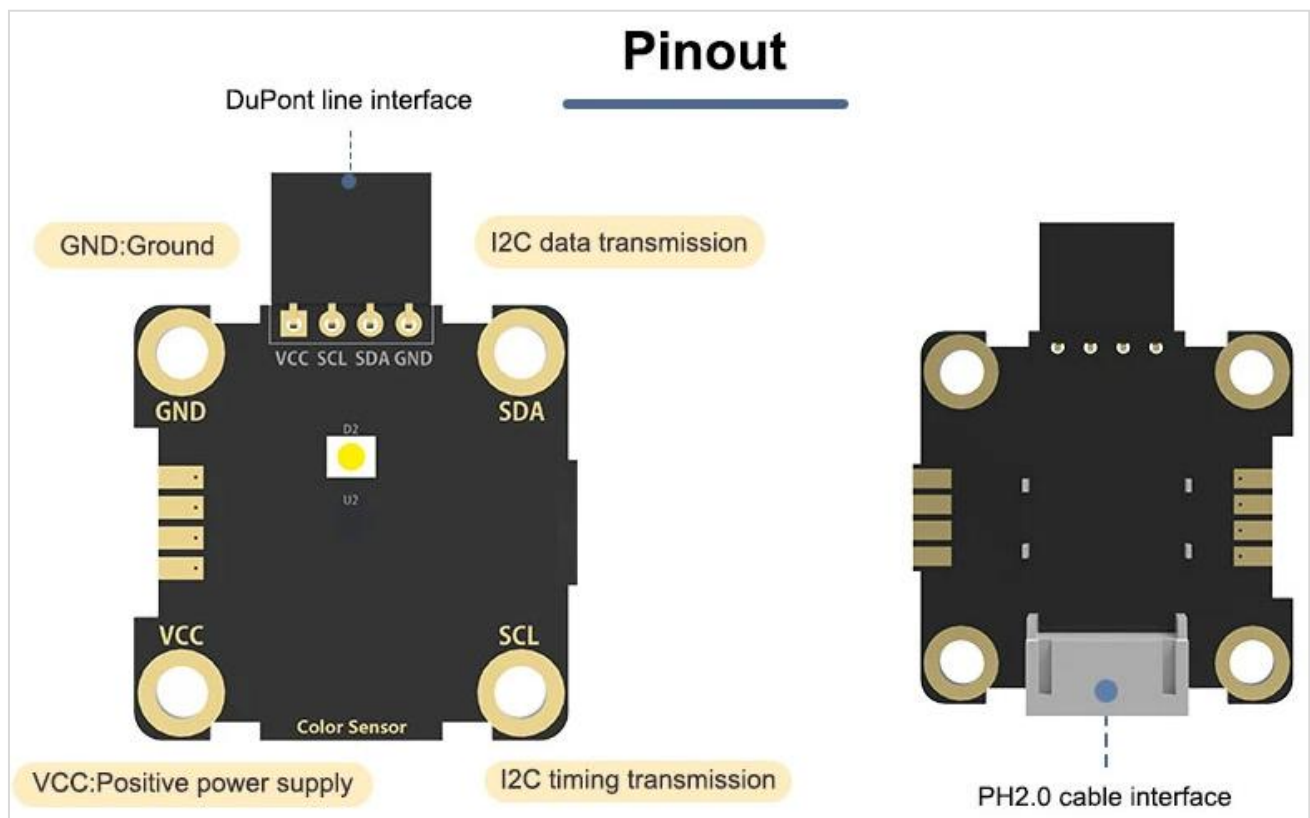 Pinout
DuPont line interface
GND:Ground
I2C data transmission
VCC SCL SDA GND
GND
SDA
D2
U2
VCC
SCL
Color Sensor
VCC:Positive power supply
I2C timing transmission
PH2.0 cable interface